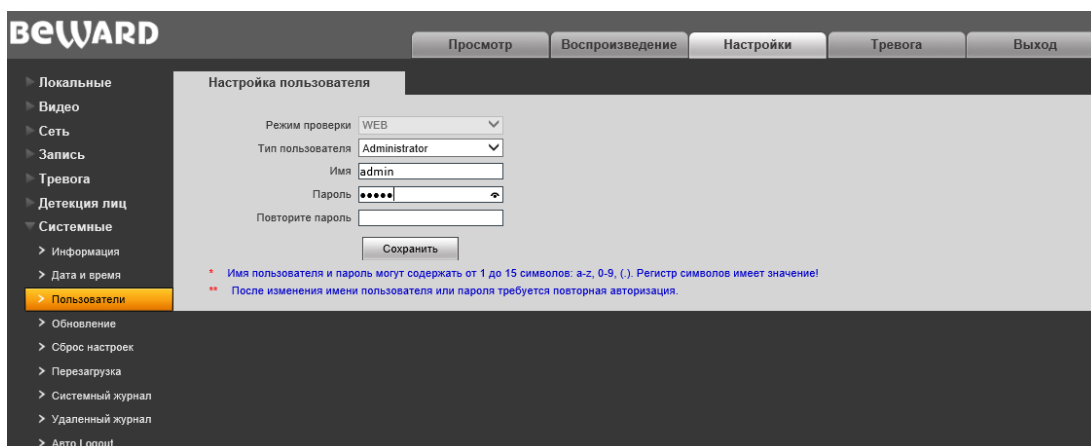 BEWARD
Просмотр Воспроизведение Настройки Тревога Выход
Локальные
Видео
Сеть
Запись
Тревога
Детекция лиц
Системные
Информация
Дата и время
Пользователи
Обновление
Сброс настроек
Перезагрузка
Системный журнал
Удаленный журнал
Авто Logout
Настройка пользователя
Режим проверки WEB
Тип пользователя Administrator
Имя admin
Пароль •••••
Повторите пароль
Сохранить
* Имя пользователя и пароль могут содержать от 1 до 15 символов: a-z, 0-9, (.). Регистр символов имеет значение!
** После изменения имени пользователя или пароля требуется повторная авторизация.